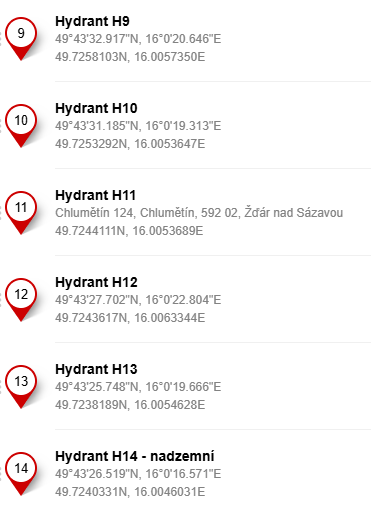 9
Hydrant H9
49°43'32.917"N, 16°0'20.646"E
49.7258103N, 16.0057350E
10
Hydrant H10
49°43'31.185"N, 16°0'19.313"E
49.7253292N, 16.0053647E
11
Hydrant H11
Chlumětín 124, Chlumětín, 592 02, Žďár nad Sázavou
49.7244111N, 16.0053689E
12
Hydrant H12
49°43'27.702"N, 16°0'22.804"E
49.7243617N, 16.0063344E
13
Hydrant H13
49°43'25.748"N, 16°0'19.666"E
49.7238189N, 16.0054628E
14
Hydrant H14 - nadzemní
49°43'26.519"N, 16°0'16.571"E
49.7240331N, 16.0046031E